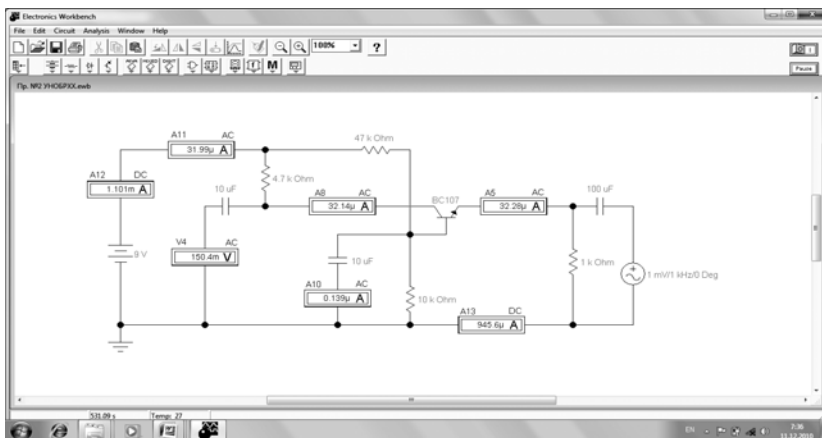 Electronics Workbench
File Edit Circuit Analysis Window Help
100% ?
M
Pause
Пр. №2 УНОБРХХ.ewb
A11 AC
31.99µ A
47 k Ohm
A12 DC
1.101m A
4.7 k Ohm
10 uF
A8 AC
32.14µ A
BC107
A5 AC
32.28µ A
100 uF
V4 AC
150.4m V
9 V
10 uF
1 k Ohm
1 mV/1 kHz/0 Deg
A10 AC
0.139µ A
10 k Ohm
A13 DC
945.6µ A
531.09 s Temp: 27
EN 7:36
13.12.2010